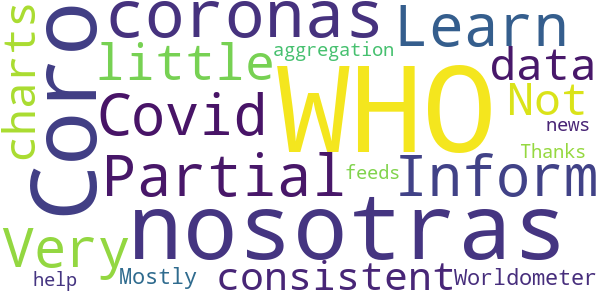 charts
Coro
coronas
Learn
aggregation
little
WHO
data
Covid
Not
news
Partial
Thanks
feeds
Inform
nosotras
Very
Mostly
consistent
Worldometer
help